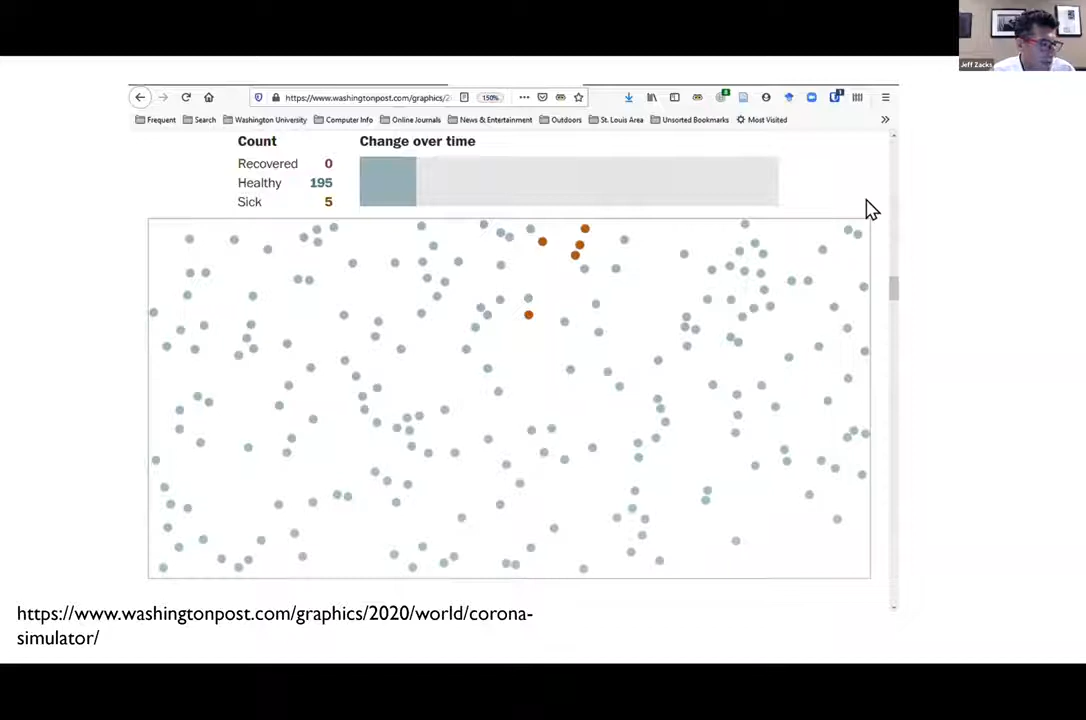 Jeff Zacks
https://www.washingtonpost.com/graphics/2
150%
Frequent Search Washington University Computer Info Online Journals News & Entertainment Outdoors St. Louis Area Unsorted Bookmarks Most Visited
Count
Recovered 0
Healthy 195
Sick 5
Change over time
https://www.washingtonpost.com/graphics/2020/world/corona-
simulator/